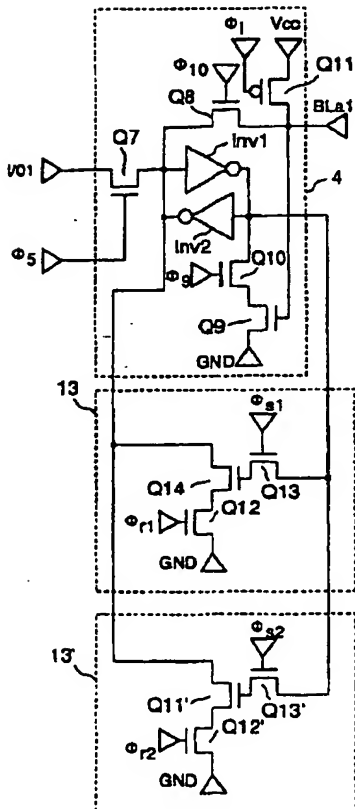 Φl
Vcc
Φ10
Q11
Q8
BLa1
Q7
Inv1
I/O1
4
Inv2
Φ5
Q10
Φ9
Q9
GND
13
Φs1
Q14
Q13
Q12
Φr1
GND
13'
Φs2
Q11'
Q13'
Q12'
Φr2
GND